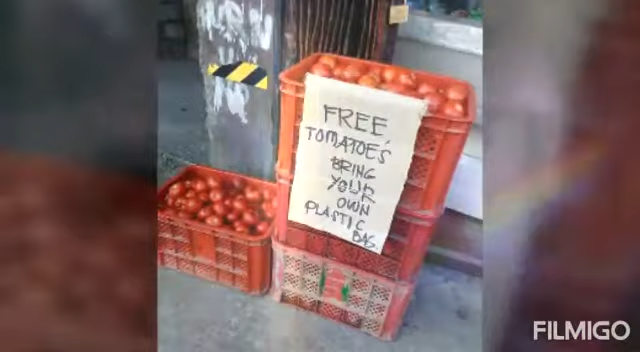 FREE
TOMATOE'S
BRING
YOUR
OWN
PLASTIC
BAG.
FILMIGO